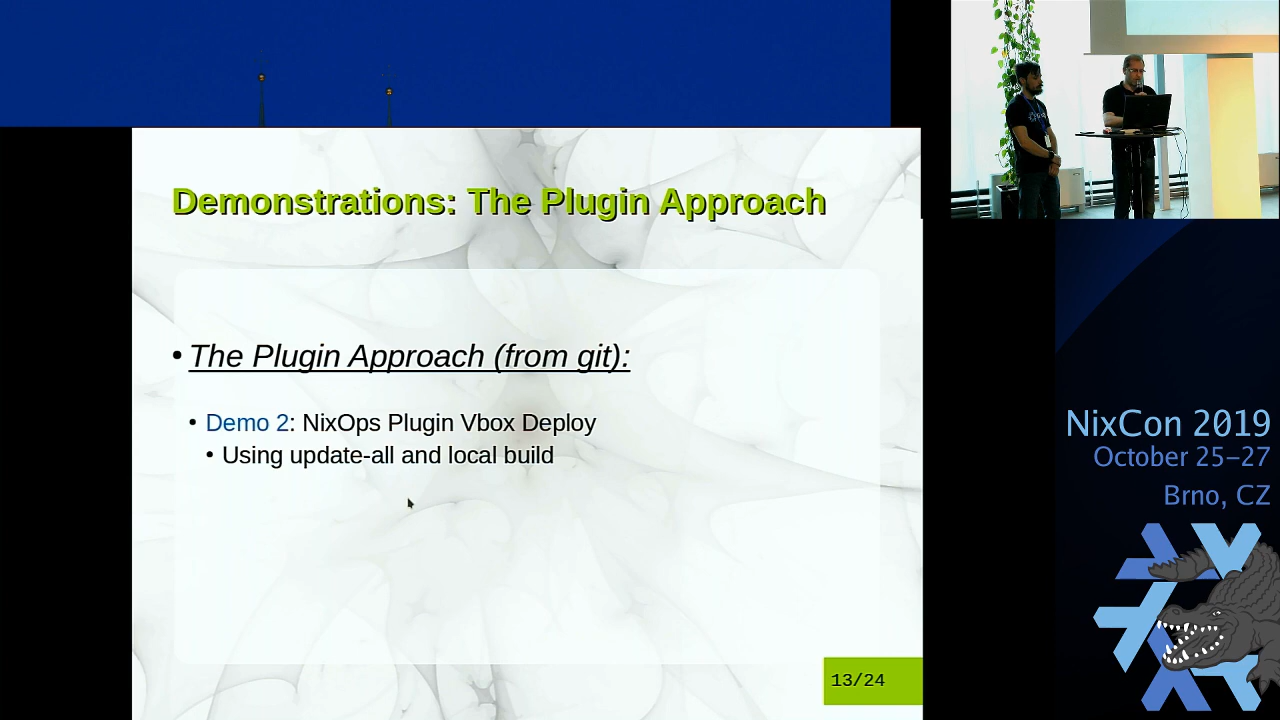 Demonstrations: The Plugin Approach
• The Plugin Approach (from git):
• Demo 2: NixOps Plugin Vbox Deploy
• Using update-all and local build
13/24
NixCon 2019
October 25–27
Brno, CZ